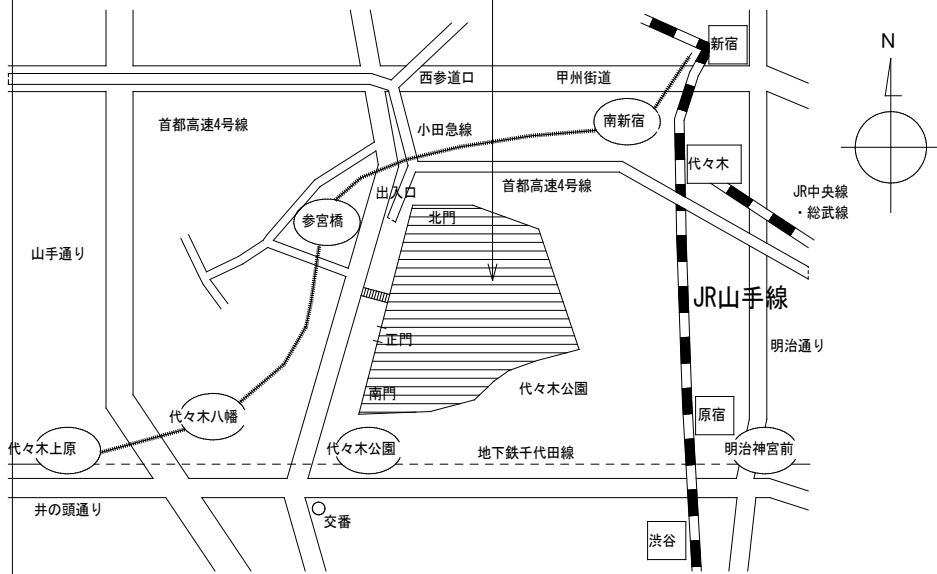 新宿
N
西参道口
甲州街道
首都高速4号線
小田急線
南新宿
代々木
出入口
首都高速4号線
JR中央線
・総武線
参宮橋
北門
山手通り
JR山手線
正門
明治通り
南門
代々木公園
代々木八幡
原宿
代々木上原
代々木公園
地下鉄千代田線
明治神宮前
井の頭通り
交番
渋谷